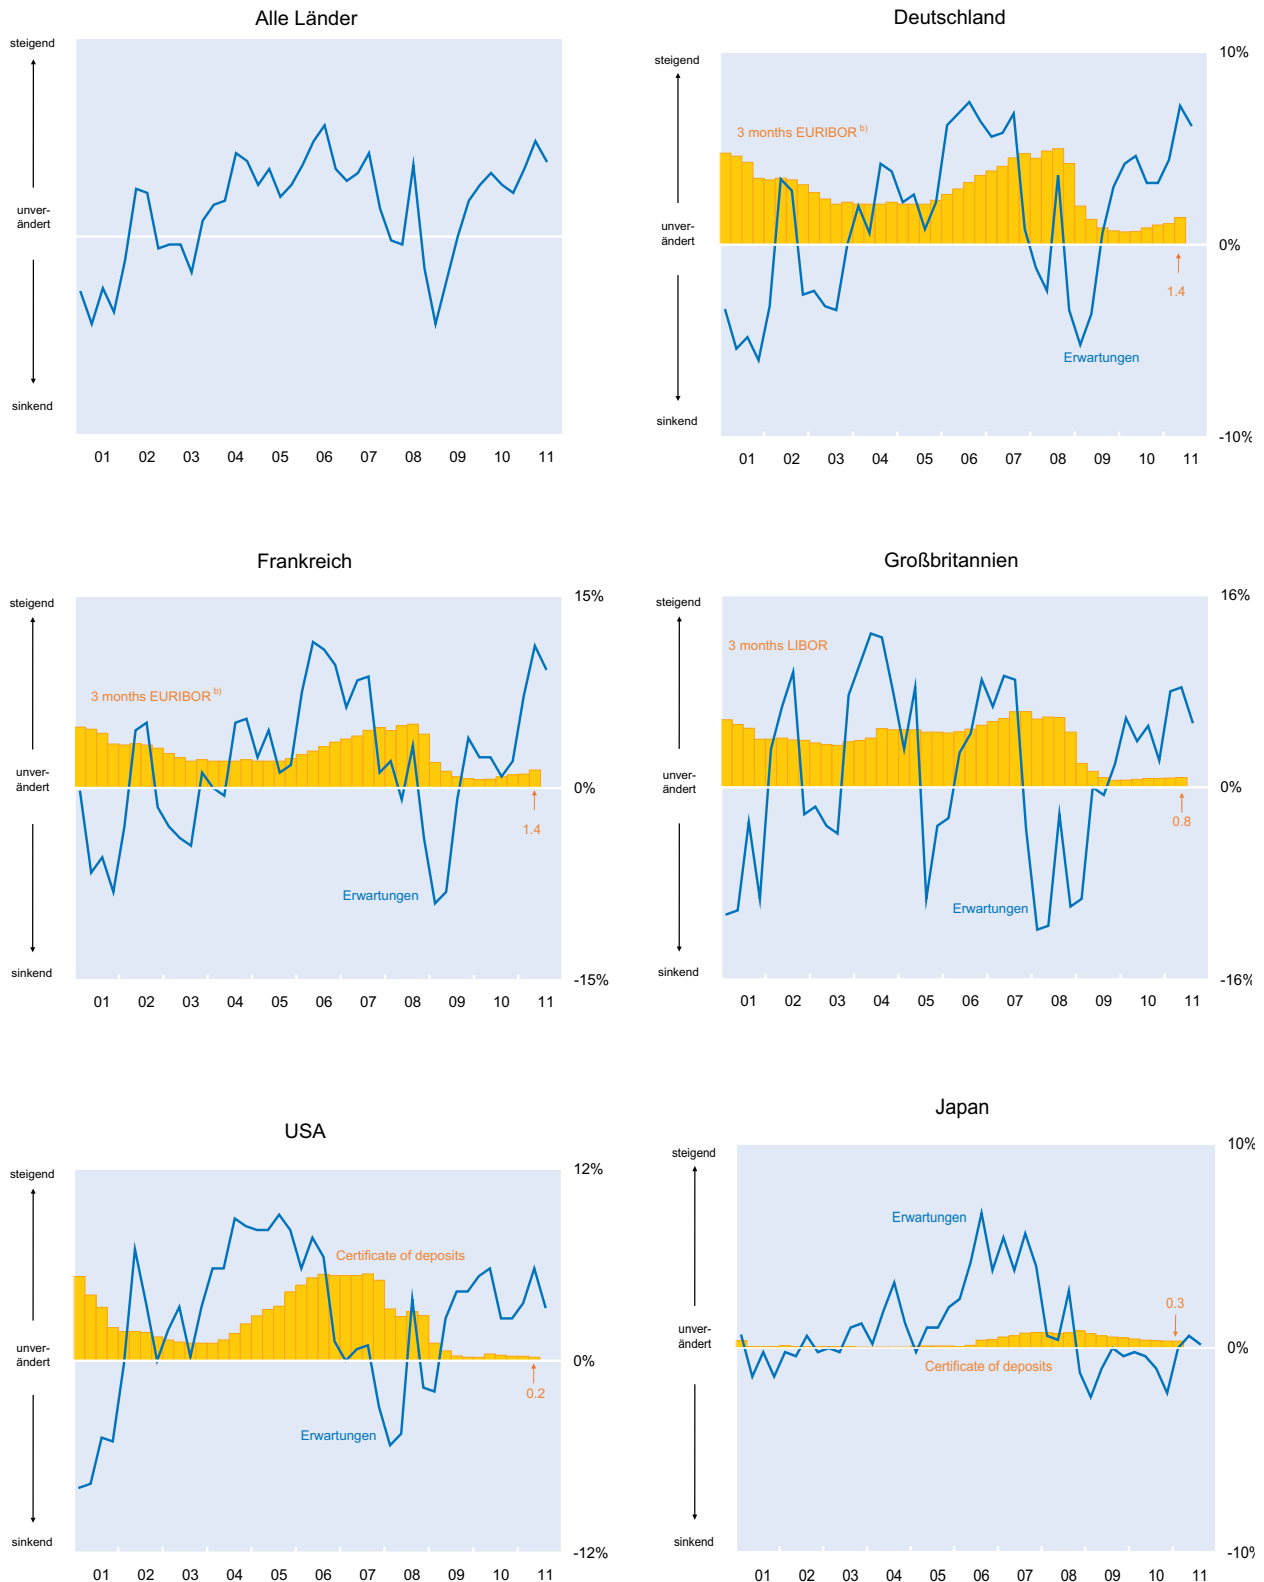 Alle Länder
steigend
unver-
ändert
sinkend
01 02 03 04 05 06 07 08 09 10 11
Deutschland
steigend
unver-
ändert
sinkend
10%
3 months EURIBOR b)
0%
1.4
Erwartungen
-10%
01 02 03 04 05 06 07 08 09 10 11
Frankreich
steigend
unver-
ändert
sinkend
15%
3 months EURIBOR b)
0%
1.4
Erwartungen
-15%
01 02 03 04 05 06 07 08 09 10 11
Großbritannien
steigend
unver-
ändert
sinkend
16%
3 months LIBOR
0%
0.8
Erwartungen
-16%
01 02 03 04 05 06 07 08 09 10 11
USA
steigend
unver-
ändert
sinkend
12%
Certificate of deposits
0%
0.2
Erwartungen
-12%
01 02 03 04 05 06 07 08 09 10 11
Japan
steigend
unver-
ändert
sinkend
10%
Erwartungen
0.3
0%
Certificate of deposits
-10%
01 02 03 04 05 06 07 08 09 10 11